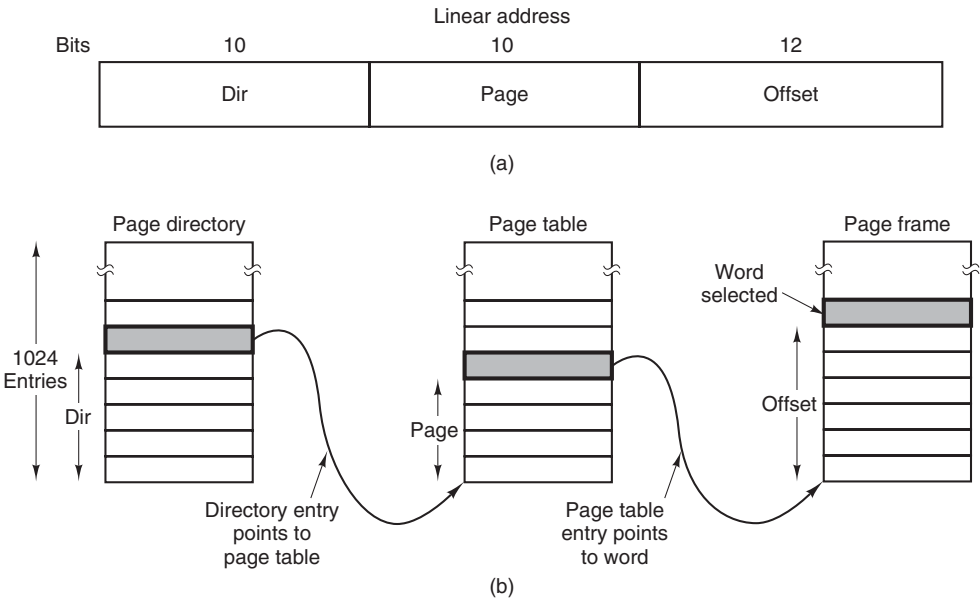 Linear address
Bits 10 10 12
Dir Page Offset
(a)
Page directory Page table Page frame
Word
selected
1024
Entries
Dir
Page
Offset
Directory entry
points to
page table
Page table
entry points
to word
(b)